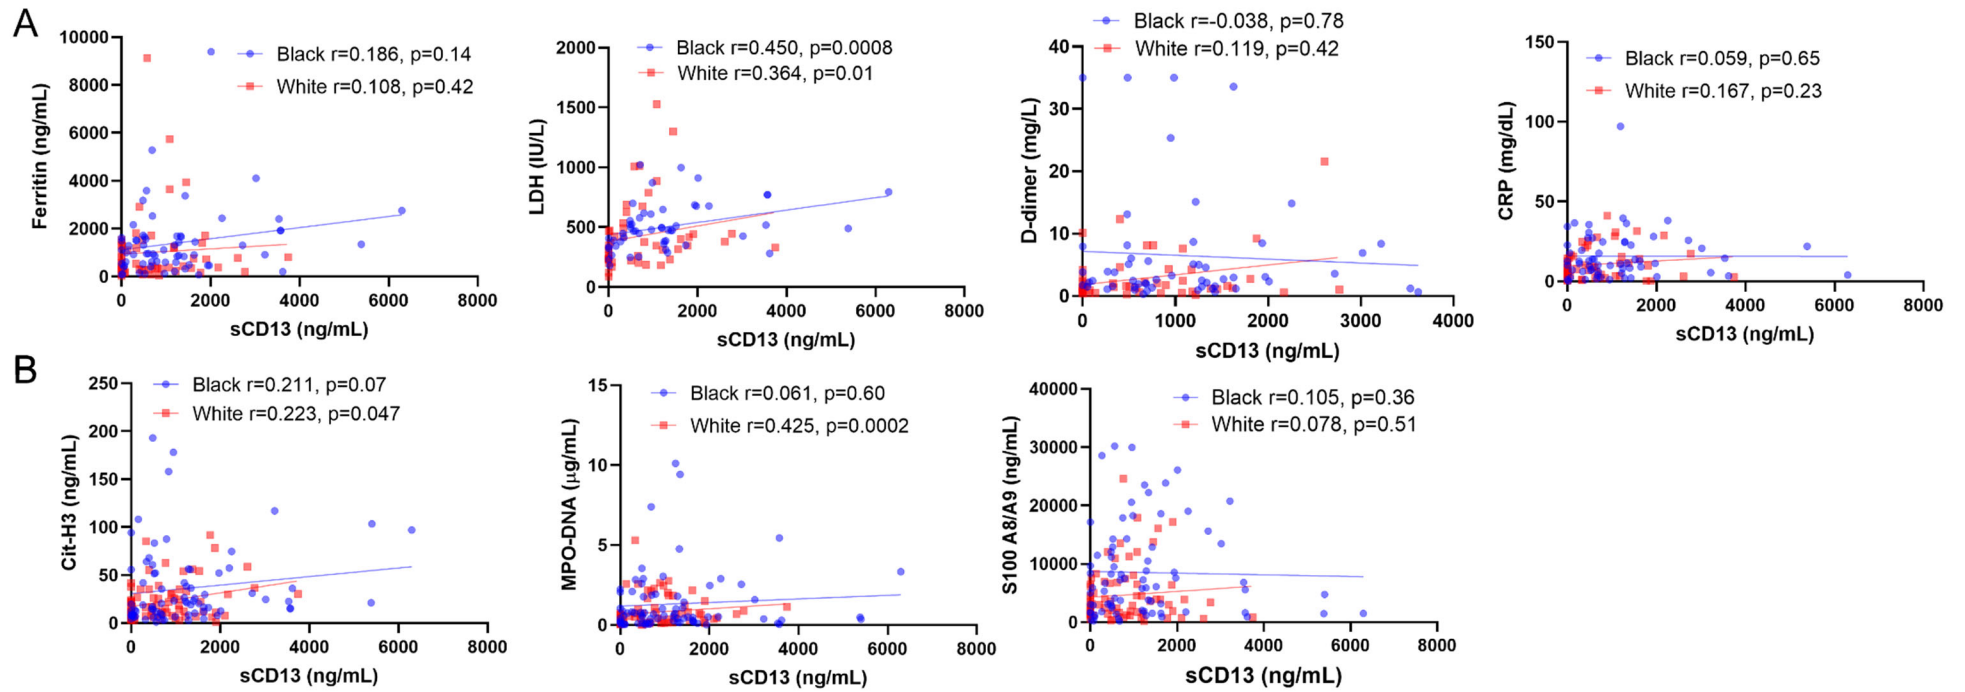 A
Black r=0.186, p=0.14
White r=0.108, p=0.42
Ferritin (ng/mL)
10000
8000
6000
4000
2000
0
0 2000 4000 6000 8000
sCD13 (ng/mL)
Black r=0.450, p=0.0008
White r=0.364, p=0.01
LDH (IU/L)
2000
1500
1000
500
0
0 2000 4000 6000 8000
sCD13 (ng/mL)
Black r=-0.038, p=0.78
White r=0.119, p=0.42
D-dimer (mg/L)
40
30
20
10
0
0 1000 2000 3000 4000
sCD13 (ng/mL)
Black r=0.059, p=0.65
White r=0.167, p=0.23
CRP (mg/dL)
150
100
50
0
0 2000 4000 6000 8000
sCD13 (ng/mL)
B
Black r=0.211, p=0.07
White r=0.223, p=0.047
Cit-H3 (ng/mL)
250
200
150
100
50
0
0 2000 4000 6000 8000
sCD13 (ng/mL)
Black r=0.061, p=0.60
White r=0.425, p=0.0002
MPO-DNA (μg/mL)
15
10
5
0
0 2000 4000 6000 8000
sCD13 (ng/mL)
Black r=0.105, p=0.36
White r=0.078, p=0.51
S100 A8/A9 (ng/mL)
40000
30000
20000
10000
0
0 2000 4000 6000 8000
sCD13 (ng/mL)